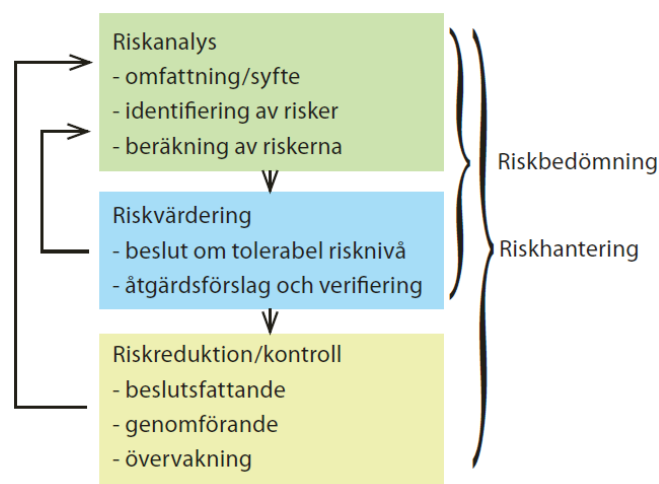 Riskanalys
- omfattning/syfte
- identifiering av risker
- beräkning av riskerna
Riskbedömning
Riskvärdering
- beslut om tolerabel risknivå
- åtgärdsförslag och verifiering
Riskhantering
Riskreduktion/kontroll
- beslutsfattande
- genomförande
- övervakning